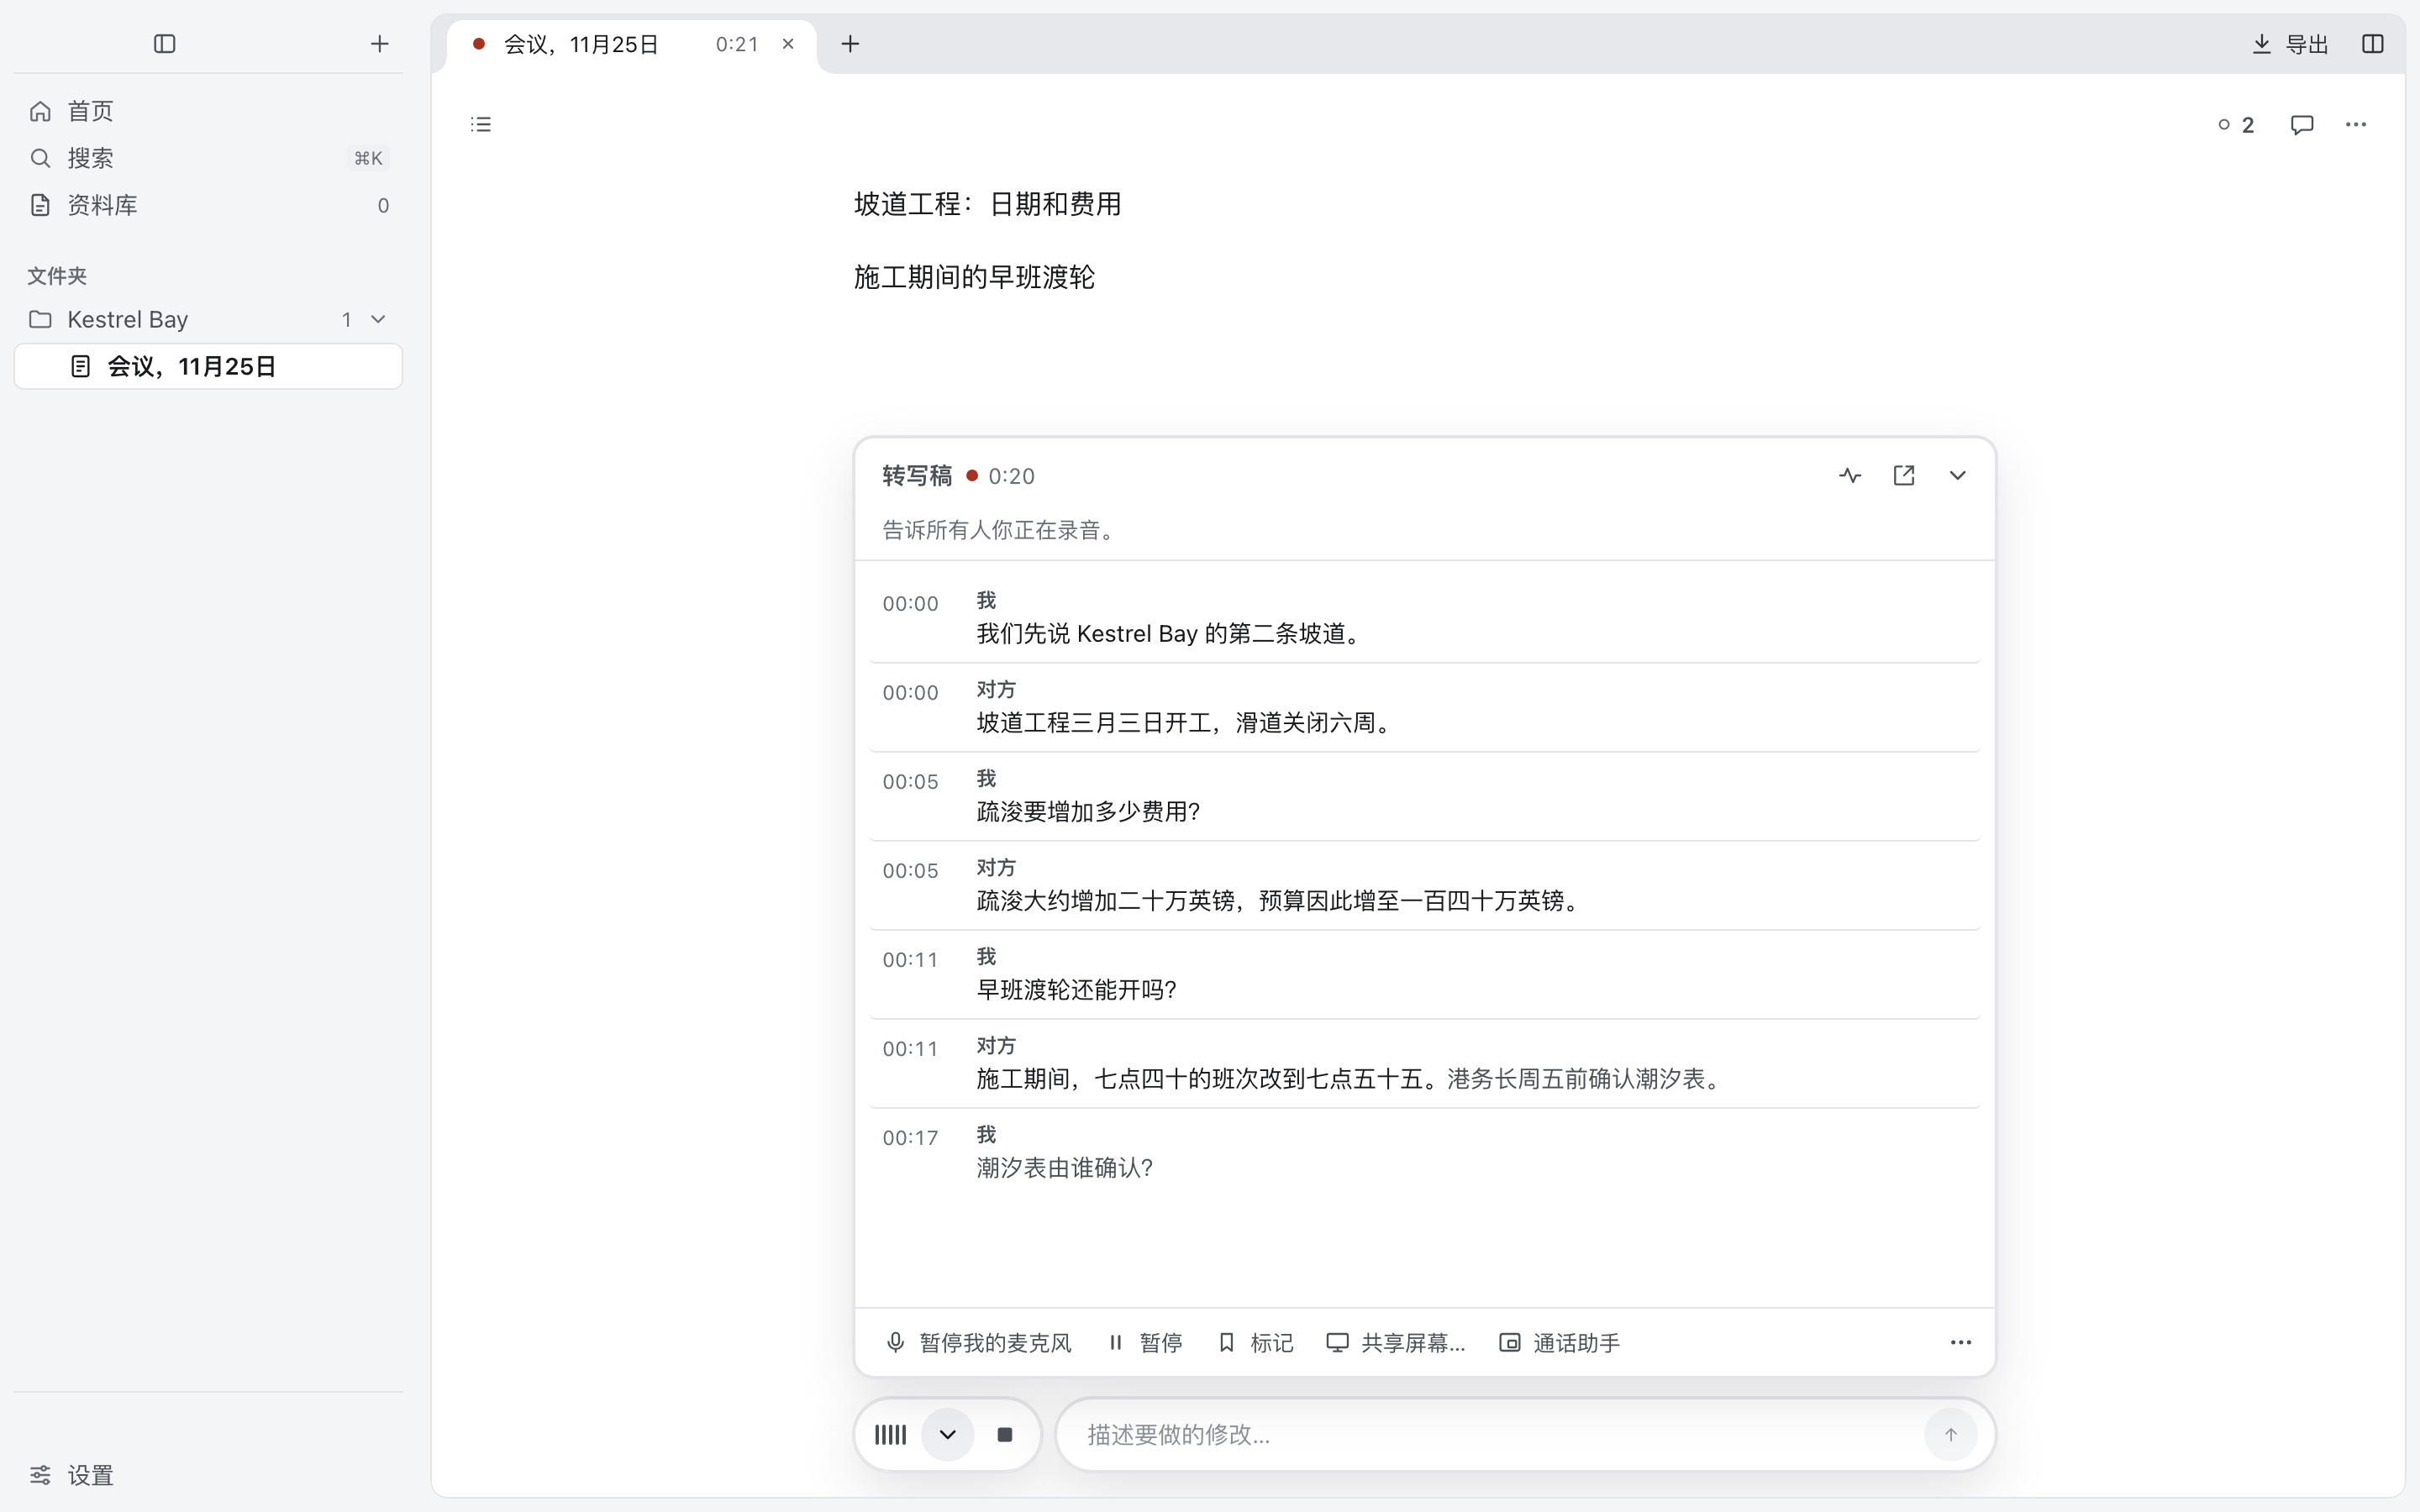 会议，11月25日 0:21
导出
首页
搜索 ⌘K
资料库 0
文件夹
Kestrel Bay 1
会议，11月25日
设置
2
坡道工程：日期和费用
施工期间的早班渡轮
转写稿 0:20
告诉所有人你正在录音。
00:00 我
我们先说 Kestrel Bay 的第二条坡道。
00:00 对方
坡道工程三月三日开工，滑道关闭六周。
00:05 我
疏浚要增加多少费用？
00:05 对方
疏浚大约增加二十万英镑，预算因此增至一百四十万英镑。
00:11 我
早班渡轮还能开吗？
00:11 对方
施工期间，七点四十的班次改到七点五十五。港务长周五前确认潮汐表。
00:17 我
潮汐表由谁确认？
暂停我的麦克风 暂停 标记 共享屏幕... 通话助手
描述要做的修改...